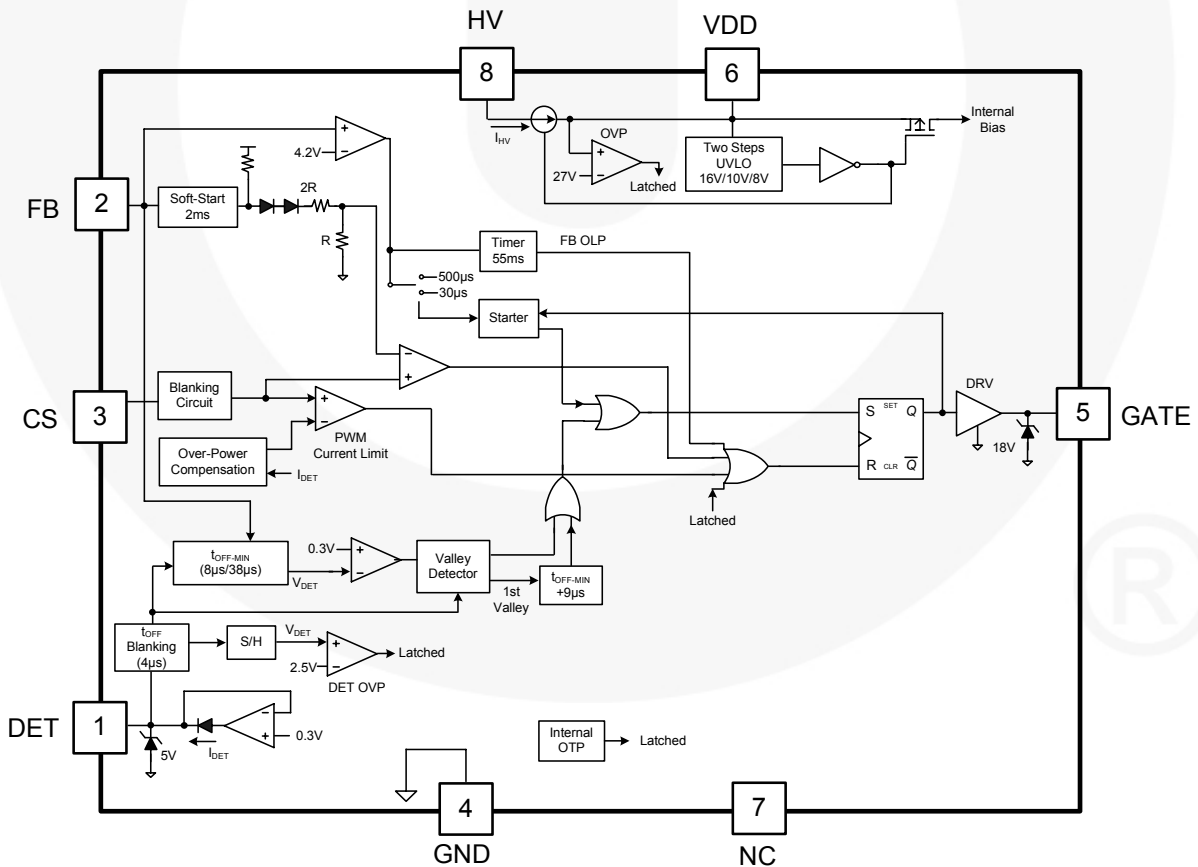 HV
VDD
8
6
I_HV
OVP
27V
Latched
Two Steps
UVLO
16V/10V/8V
Internal
Bias
4.2V
FB
2
Soft-Start
2ms
2R
R
Timer
55ms
FB OLP
500µs
30µs
Starter
CS
3
Blanking
Circuit
PWM
Current Limit
Over-Power
Compensation
I_DET
S SET Q
R CLR Q̅
DRV
18V
5
GATE
Latched
t_OFF-MIN
(8µs/38µs)
V_DET
0.3V
Valley
Detector
1st
Valley
t_OFF-MIN
+9µs
t_OFF
Blanking
(4µs)
S/H
V_DET
2.5V
DET OVP
Latched
DET
1
5V
I_DET
0.3V
Internal
OTP
Latched
4
GND
7
NC
®